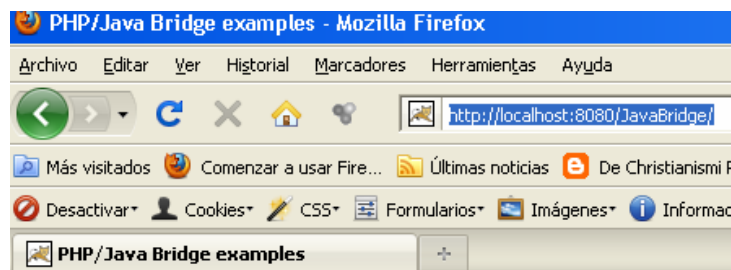 PHP/Java Bridge examples - Mozilla Firefox
Archivo Editar Ver Historial Marcadores Herramientas Ayuda
http://localhost:8080/JavaBridge/
Más visitados Comenzar a usar Fire... Últimas noticias De Christianismi
Desactivar Cookies CSS Formularios Imágenes
PHP/Java Bridge examples